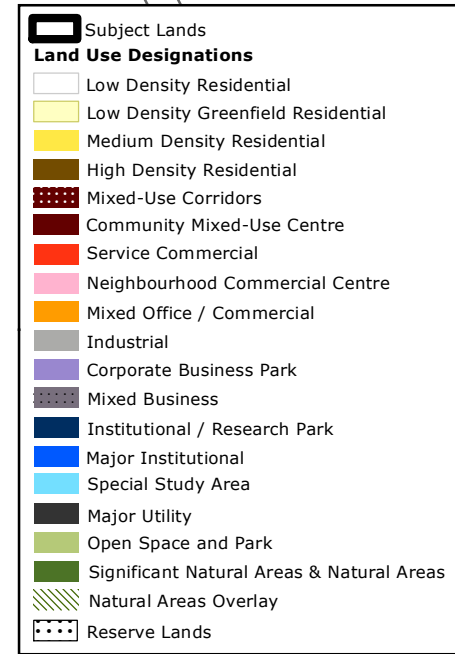 Subject Lands
Land Use Designations
Low Density Residential
Low Density Greenfield Residential
Medium Density Residential
High Density Residential
Mixed-Use Corridors
Community Mixed-Use Centre
Service Commercial
Neighbourhood Commercial Centre
Mixed Office / Commercial
Industrial
Corporate Business Park
Mixed Business
Institutional / Research Park
Major Institutional
Special Study Area
Major Utility
Open Space and Park
Significant Natural Areas & Natural Areas
Natural Areas Overlay
Reserve Lands